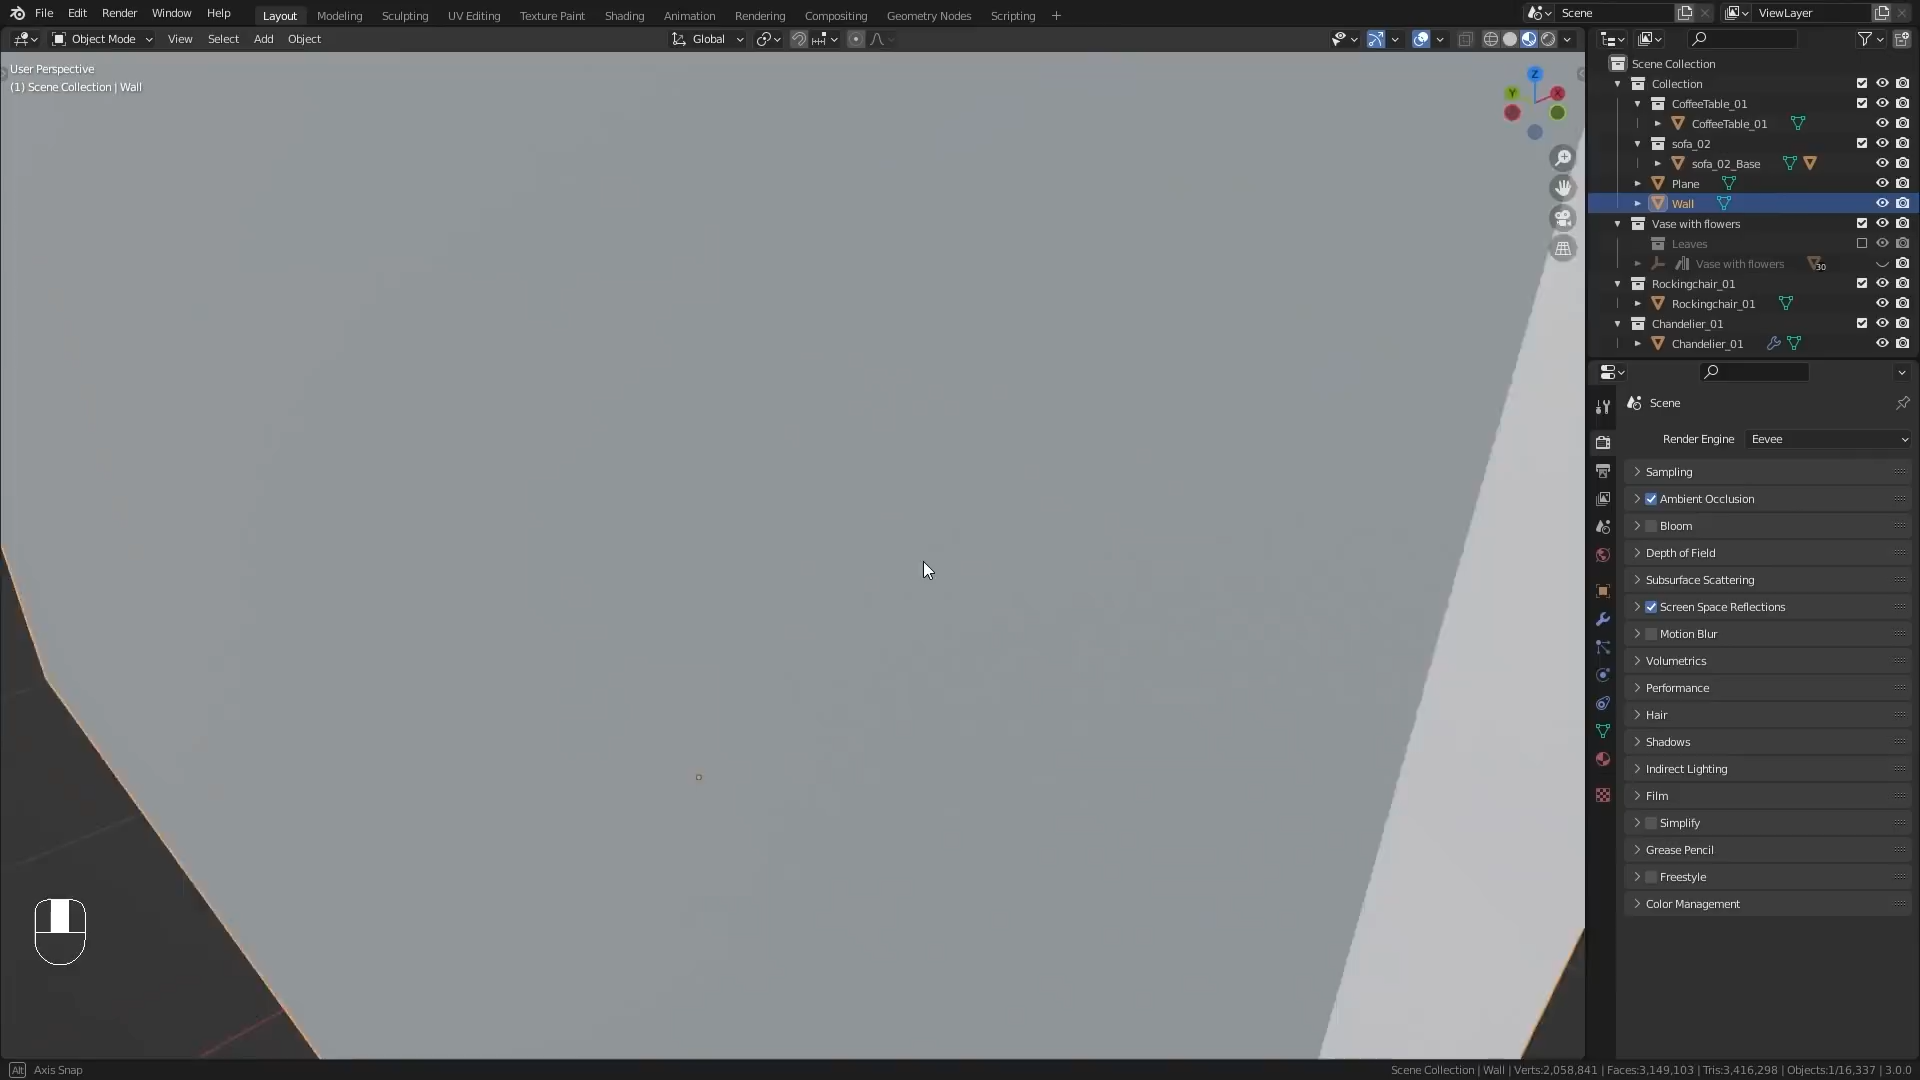 File Edit Render Window Help Layout Modeling Sculpting UV Editing Texture Paint Shading Animation Rendering Compositing Geometry Nodes Scripting + Scene ViewLayer
Object Mode View Select Add Object Global
User Perspective
(1) Scene Collection | Wall
Z
Y X
Scene Collection
Collection
CoffeeTable_01
CoffeeTable_01
sofa_02
sofa_02_Base
Plane
Wall
Vase with flowers
Leaves
Vase with flowers 30
Rockingchair_01
Rockingchair_01
Chandelier_01
Chandelier_01
Scene
Render Engine Eevee
Sampling
Ambient Occlusion
Bloom
Depth of Field
Subsurface Scattering
Screen Space Reflections
Motion Blur
Volumetrics
Performance
Hair
Shadows
Indirect Lighting
Film
Simplify
Grease Pencil
Freestyle
Color Management
Alt Axis Snap
Scene Collection | Wall | Verts:2,058,841 | Faces:3,149,103 | Tris:3,416,298 | Objects:1/16,337 | 3.0.0